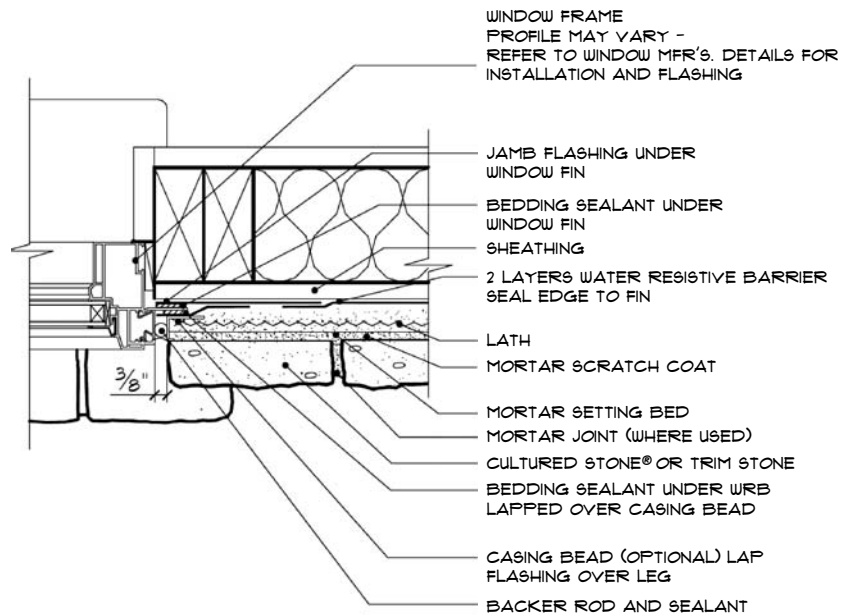 WINDOW FRAME
PROFILE MAY VARY -
REFER TO WINDOW MFR'S. DETAILS FOR
INSTALLATION AND FLASHING
JAMB FLASHING UNDER
WINDOW FIN
BEDDING SEALANT UNDER
WINDOW FIN
SHEATHING
2 LAYERS WATER RESISTIVE BARRIER
SEAL EDGE TO FIN
LATH
MORTAR SCRATCH COAT
3/8"
MORTAR SETTING BED
MORTAR JOINT (WHERE USED)
CULTURED STONE® OR TRIM STONE
BEDDING SEALANT UNDER WRB
LAPPED OVER CASING BEAD
CASING BEAD (OPTIONAL) LAP
FLASHING OVER LEG
BACKER ROD AND SEALANT